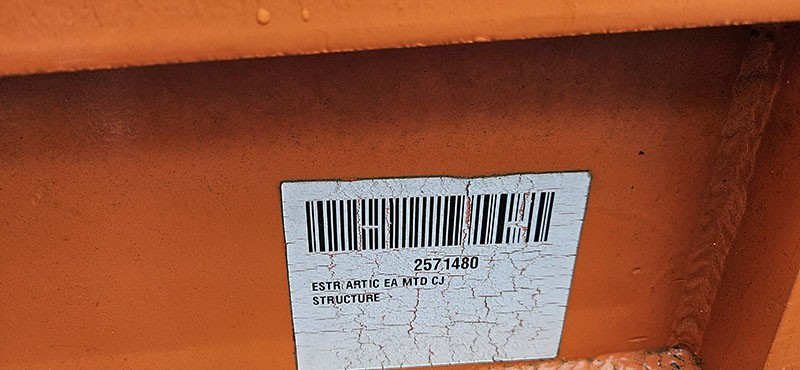 2571480
ESTR ARTIC EA MTD CJ
STRUCTURE